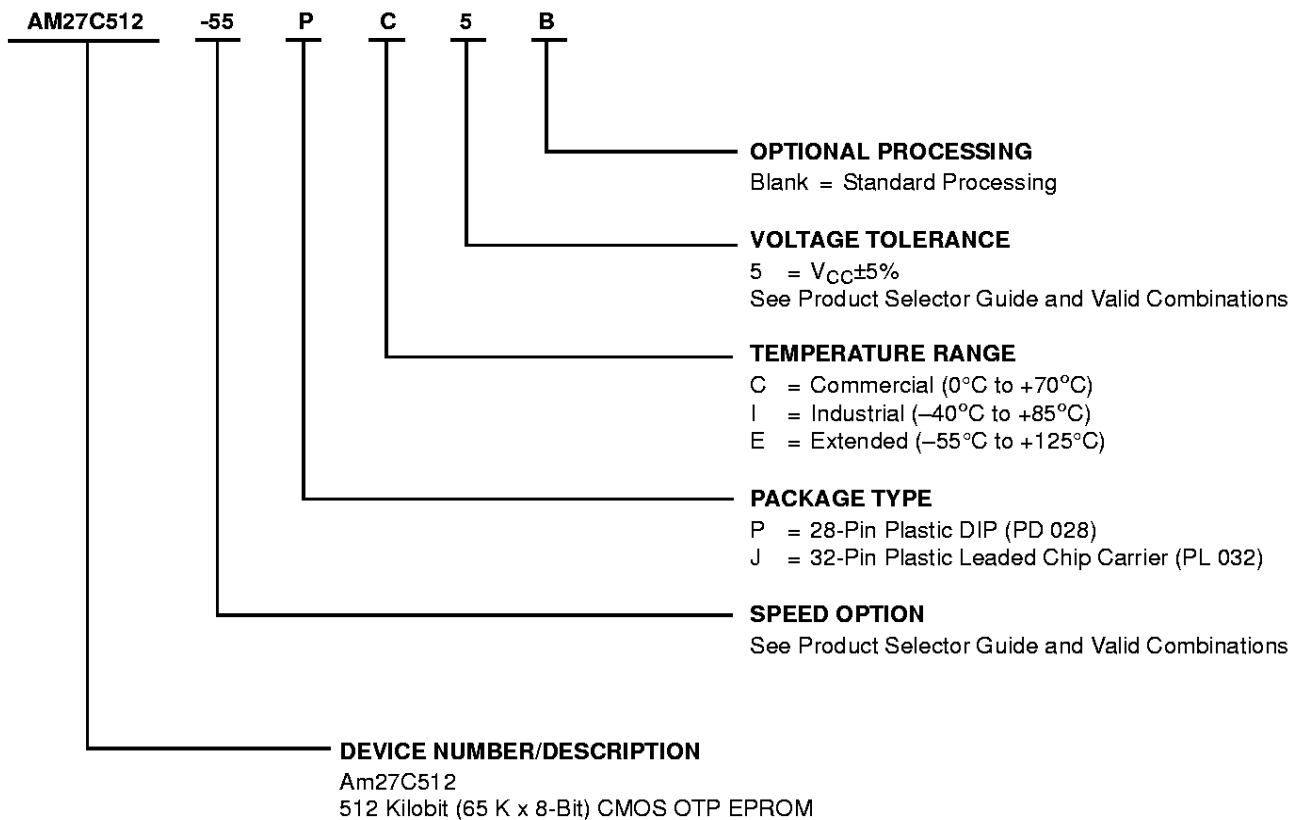 AM27C512 -55 P C 5 B
OPTIONAL PROCESSING
Blank = Standard Processing
VOLTAGE TOLERANCE
5 = VCC±5%
See Product Selector Guide and Valid Combinations
TEMPERATURE RANGE
C = Commercial (0°C to +70°C)
I = Industrial (–40°C to +85°C)
E = Extended (–55°C to +125°C)
PACKAGE TYPE
P = 28-Pin Plastic DIP (PD 028)
J = 32-Pin Plastic Leaded Chip Carrier (PL 032)
SPEED OPTION
See Product Selector Guide and Valid Combinations
DEVICE NUMBER/DESCRIPTION
Am27C512
512 Kilobit (65 K x 8-Bit) CMOS OTP EPROM